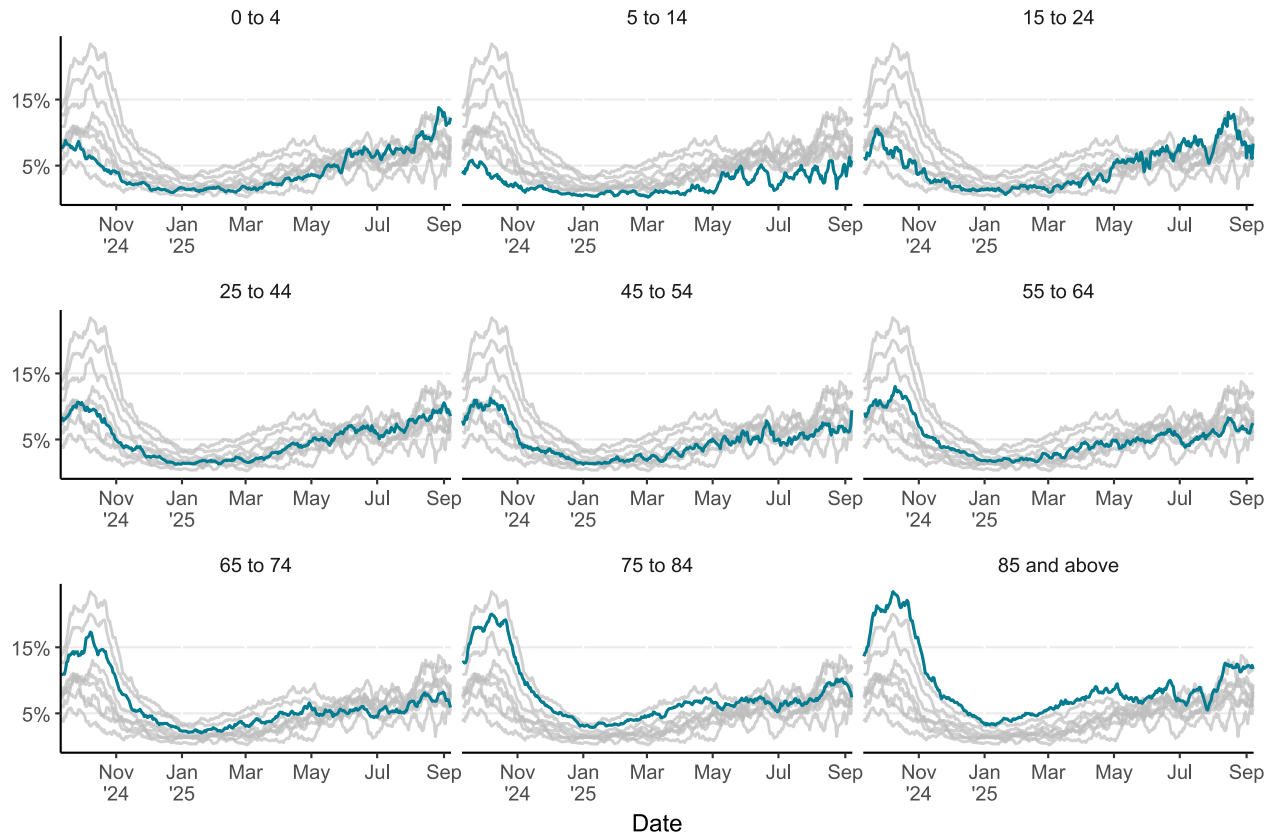 0 to 4 5 to 14 15 to 24
15%
5%
Nov Jan Mar May Jul Sep Nov Jan Mar May Jul Sep Nov Jan Mar May Jul Sep
'24 '25 '24 '25 '24 '25
25 to 44 45 to 54 55 to 64
15%
5%
Nov Jan Mar May Jul Sep Nov Jan Mar May Jul Sep Nov Jan Mar May Jul Sep
'24 '25 '24 '25 '24 '25
65 to 74 75 to 84 85 and above
15%
5%
Nov Jan Mar May Jul Sep Nov Jan Mar May Jul Sep Nov Jan Mar May Jul Sep
'24 '25 '24 '25 '24 '25
Date